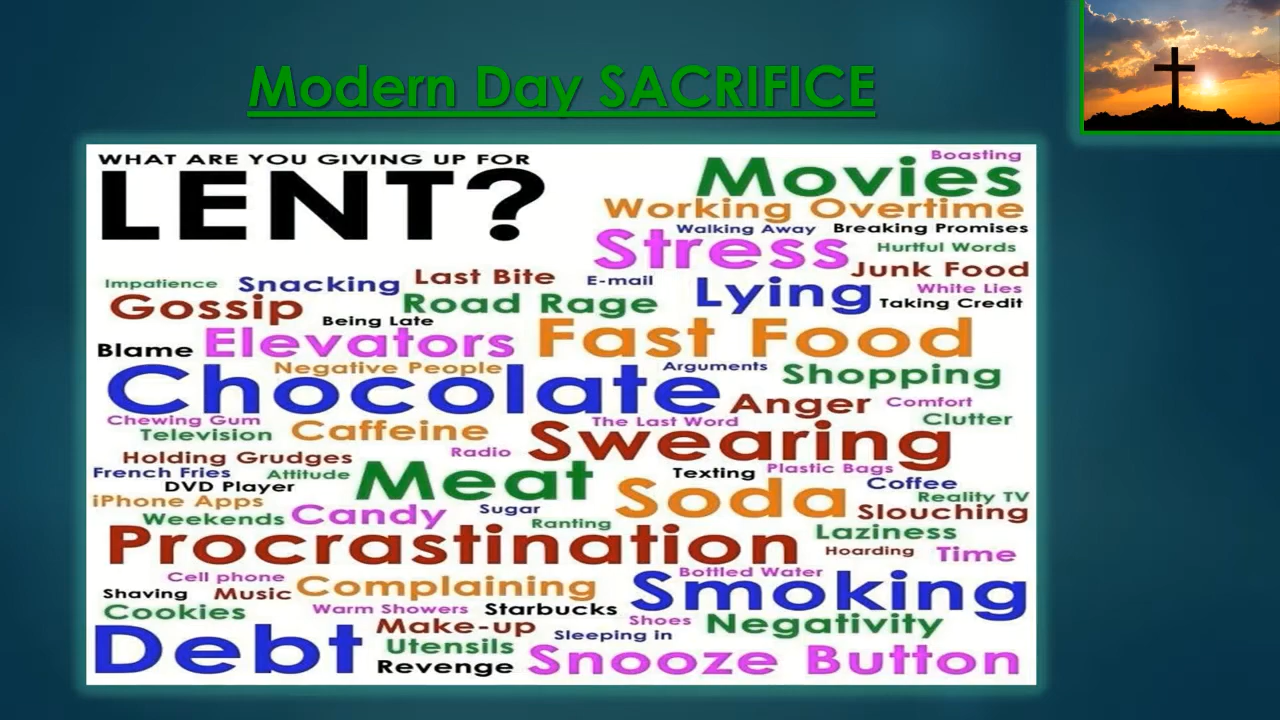 Modern Day SACRIFICE
WHAT ARE YOU GIVING UP FOR
LENT?
Boasting
Movies
Working Overtime
Walking Away Breaking Promises
Stress Hurtful Words
Junk Food
Impatience Snacking Last Bite E-mail Lying White Lies
Gossip Road Rage Taking Credit
Being Late
Blame Elevators Fast Food
Negative People Arguments Shopping
Chocolate Anger Comfort
Chewing Gum The Last Word Clutter
Television Caffeine Swearing
Holding Grudges Radio
French Fries Attitude Meat Texting Plastic Bags
DVD Player Soda Coffee
iPhone Apps Reality TV
Weekends Candy Sugar Slouching
Ranting
Procrastination Laziness
Hoarding Time
Cell phone Complaining Bottled Water
Shaving Music Smoking
Cookies Warm Showers Starbucks
Debt Make-up Shoes Negativity
Utensils Sleeping in
Revenge Snooze Button